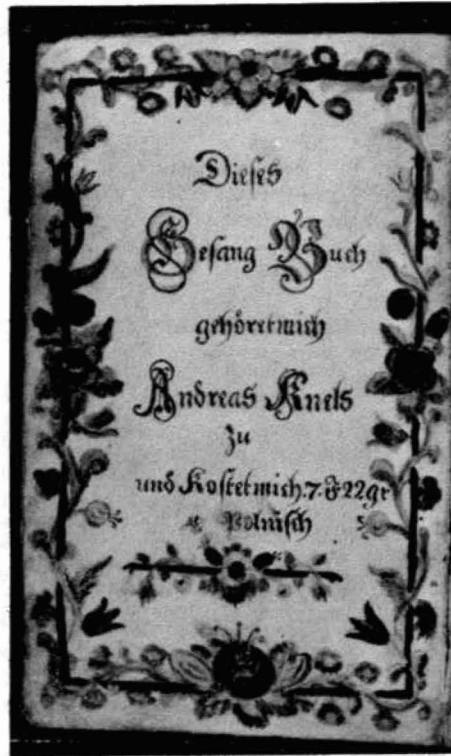 Dieses
Gesang Buch
gehöret mich
Andreas Knels
zu
und Kostet mich. 7. f 22 gr
Polnisch